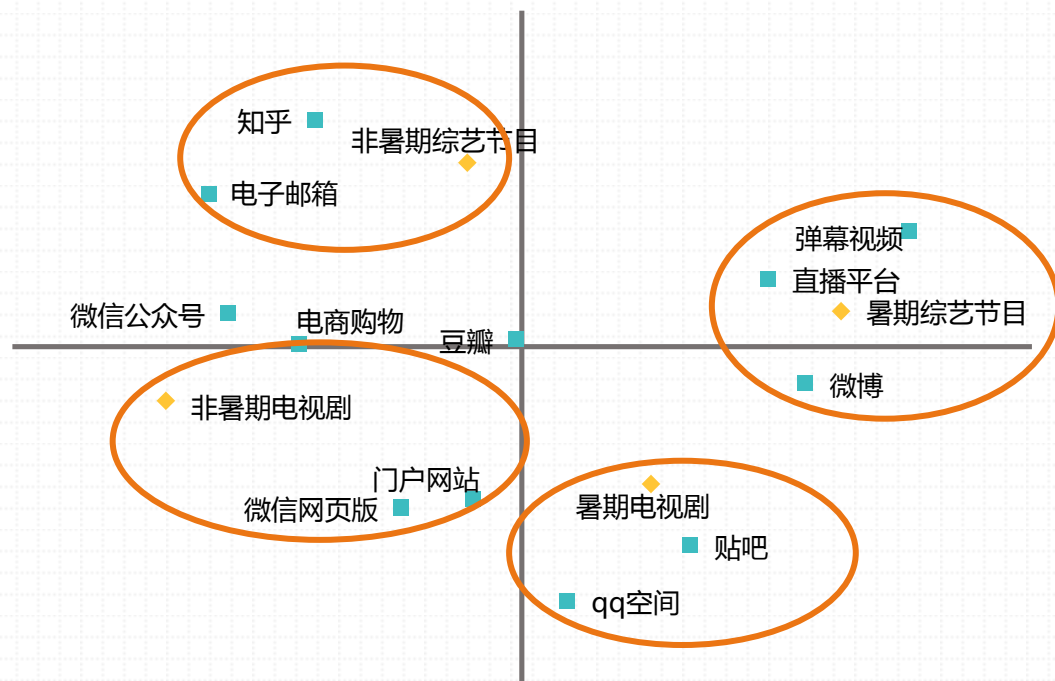 知乎
非暑期综艺节目
电子邮箱
弹幕视频
直播平台
暑期综艺节目
微信公众号
电商购物
豆瓣
微博
非暑期电视剧
门户网站
微信网页版
暑期电视剧
贴吧
qq空间